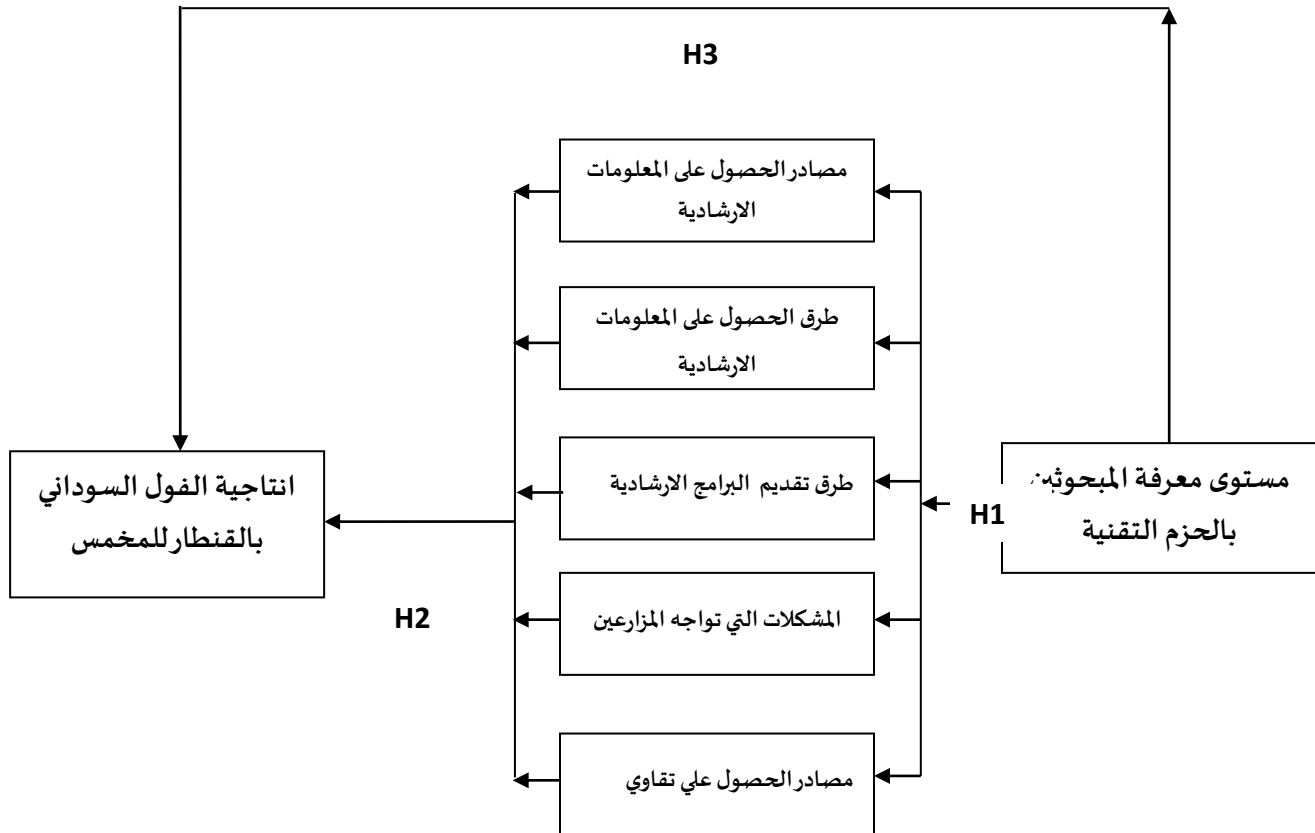 H3
مصادر الحصول على المعلومات
الارشادية
طرق الحصول على المعلومات
الارشادية
طرق تقديم البرامج الارشادية
المشكلات التي تواجه المزارعين
مصادر الحصول علي تقاوي
مستوى معرفة المبحوثين
بالحزم التقنية
H1
انتاجية الفول السوداني
بالقنطار للمخمس
H2